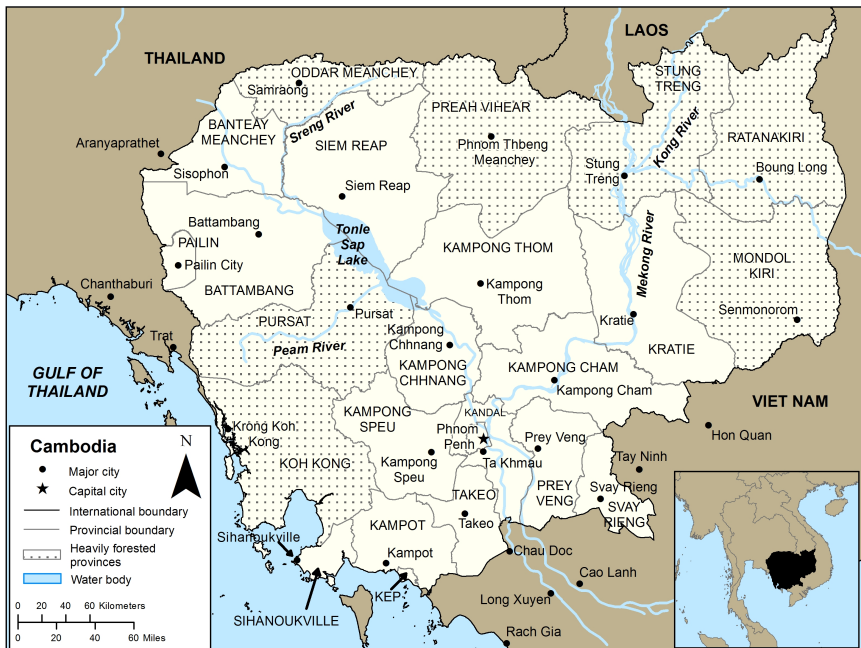 THAILAND
LAOS
ODDAR MEANCHEY
Samraong
STUNG
TRENG
PREAH VIHEAR
Sreng River
BANTEAY
MEANCHEY
SIEM REAP
Phnom Thbeng
Meanchey
Kong River
RATANAKIRI
Aranyaprathet
Sisophon
Stung
Treng
Boung Long
Siem Reap
Battambang
Tonle
Sap
Lake
PAILIN
Pailin City
KAMPONG THOM
Mekong River
MONDOL
KIRI
Chanthaburi
BATTAMBANG
Kampong
Thom
Senmonorom
PURSAT
Pursat
Kratie
Trat
Peam River
Kampong
Chhnang
KRATIE
GULF OF
THAILAND
KAMPONG
CHHNANG
KAMPONG CHAM
Kampong Cham
VIET NAM
KAMPONG
SPEU
KANDAL
Krong Koh
Kong
Phnom
Penh
Prey Veng
Hon Quan
KOH KONG
Kampong
Speu
Ta Khmau
Tay Ninh
PREY
VENG
Svay Rieng
SVAY
RIENG
TAKEO
Takeo
KAMPOT
Sihanoukville
Kampot
Chau Doc
KEP
Cao Lanh
Long Xuyen
SIHANOUKVILLE
Rach Gia
Cambodia
N
Major city
Capital city
International boundary
Provincial boundary
Heavily forested
provinces
Water body
0 20 40 60 Kilometers
0 20 40 60 Miles